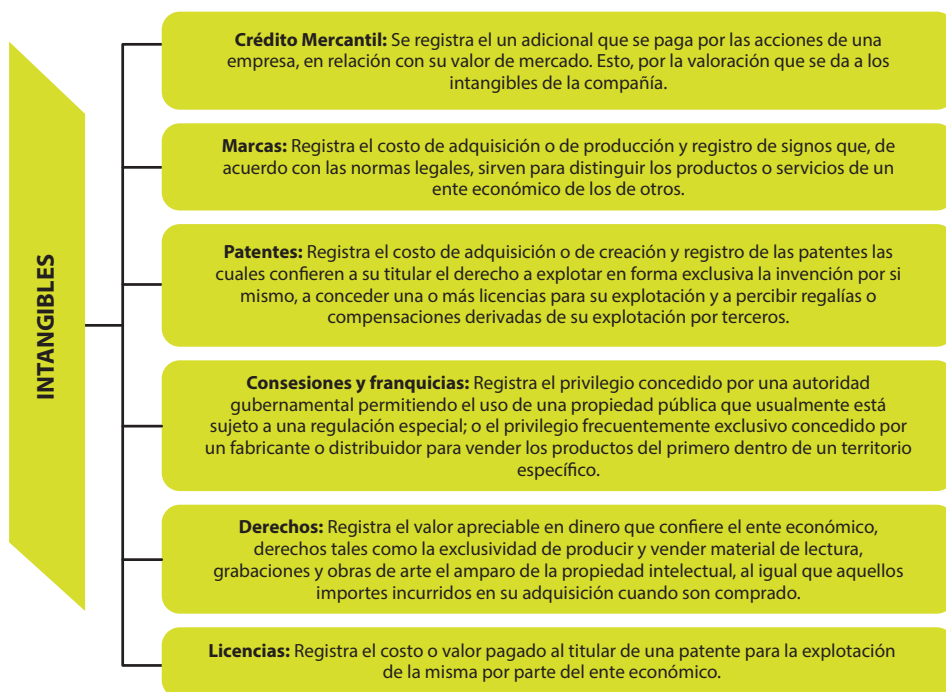 INTANGIBLES
Crédito Mercantil: Se registra el un adicional que se paga por las acciones de una
empresa, en relación con su valor de mercado. Esto, por la valoración que se da a los
intangibles de la compañía.
Marcas: Registra el costo de adquisición o de producción y registro de signos que, de
acuerdo con las normas legales, sirven para distinguir los productos o servicios de un
ente económico de los de otros.
Patentes: Registra el costo de adquisición o de creación y registro de las patentes las
cuales confieren a su titular el derecho a explotar en forma exclusiva la invención por si
mismo, a conceder una o más licencias para su explotación y a percibir regalías o
compensaciones derivadas de su explotación por terceros.
Consesiones y franquicias: Registra el privilegio concedido por una autoridad
gubernamental permitiendo el uso de una propiedad pública que usualmente está
sujeto a una regulación especial; o el privilegio frecuentemente exclusivo concedido por
un fabricante o distribuidor para vender los productos del primero dentro de un territorio
específico.
Derechos: Registra el valor apreciable en dinero que confiere el ente económico,
derechos tales como la exclusividad de producir y vender material de lectura,
grabaciones y obras de arte el amparo de la propiedad intelectual, al igual que aquellos
importes incurridos en su adquisición cuando son comprado.
Licencias: Registra el costo o valor pagado al titular de una patente para la explotación
de la misma por parte del ente económico.